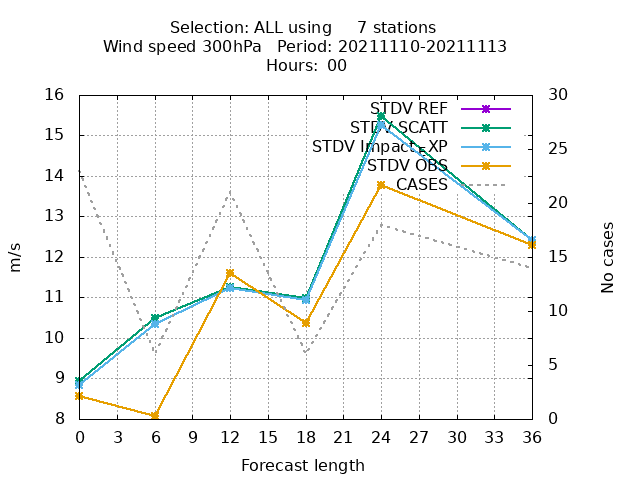 Selection: ALL using 7 stations
Wind speed 300hPa Period: 20211110-20211113
Hours: 00
16 30
STDV REF
15 STDV SCATT
25
STDV Impact_XP
14 STDV OBS
CASES
13 20
12 15
11
10 10
9 5
8 0
m/s
No cases
0 3 6 9 12 15 18 21 24 27 30 33 36
Forecast length